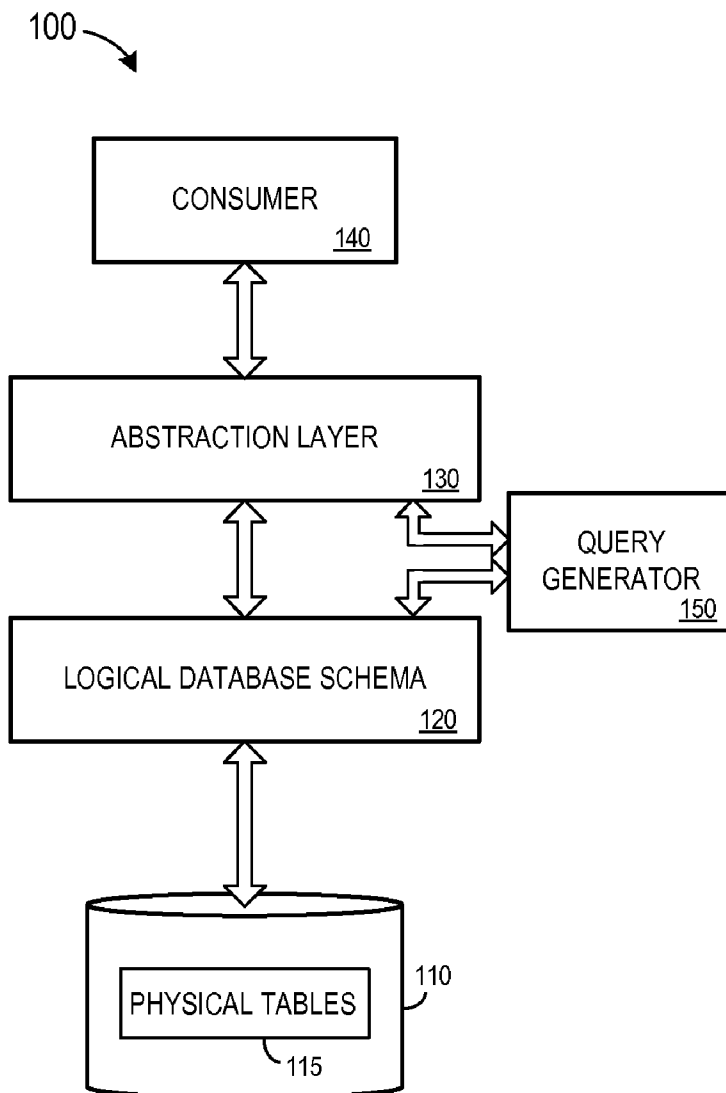 100
CONSUMER
140
ABSTRACTION LAYER
130
QUERY
GENERATOR
150
LOGICAL DATABASE SCHEMA
120
PHYSICAL TABLES
110
115